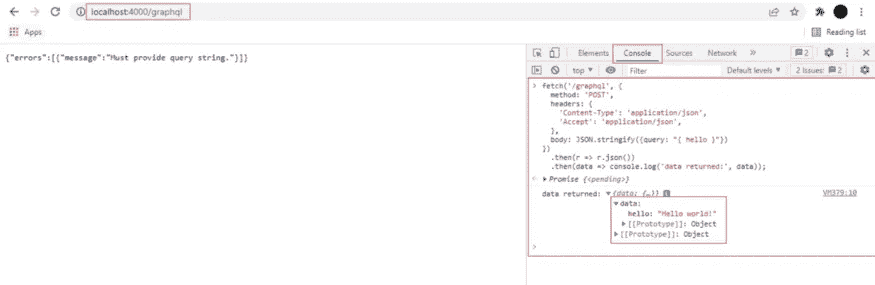 localhost:4000/graphql
Apps
Reading list
{"errors":[{"message":"Must provide query string."}]}
Elements
Console
Sources
Network
»
2
top
Filter
Default levels
2 Issues:
2
> fetch('/graphql', {
method: 'POST',
headers: {
'Content-Type': 'application/json',
'Accept': 'application/json',
},
body: JSON.stringify({query: "{ hello }"})
})
.then(r => r.json())
.then(data => console.log('data returned:', data));
Promise {<pending>}
data returned: {data: {…}} VM379:10
data:
hello: "Hello world!"
[[Prototype]]: Object
[[Prototype]]: Object
>